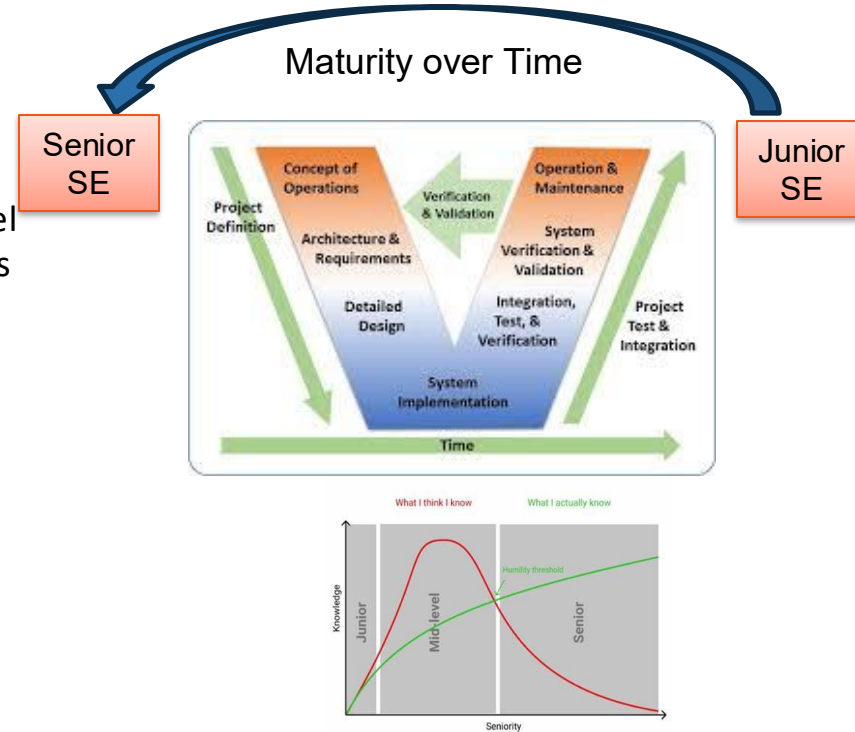 Maturity over Time
Senior
SE
Junior
SE
el
s
Concept of
Operations
Operation &
Maintenance
Verification
& Validation
Project
Definition
Architecture &
Requirements
System
Verification &
Validation
Detailed
Design
Integration,
Test, &
Verification
Project
Test &
Integration
System
Implementation
Time
What I think I know
What I actually know
Humility threshold
Knowledge
Junior
Mid-level
Senior
Seniority